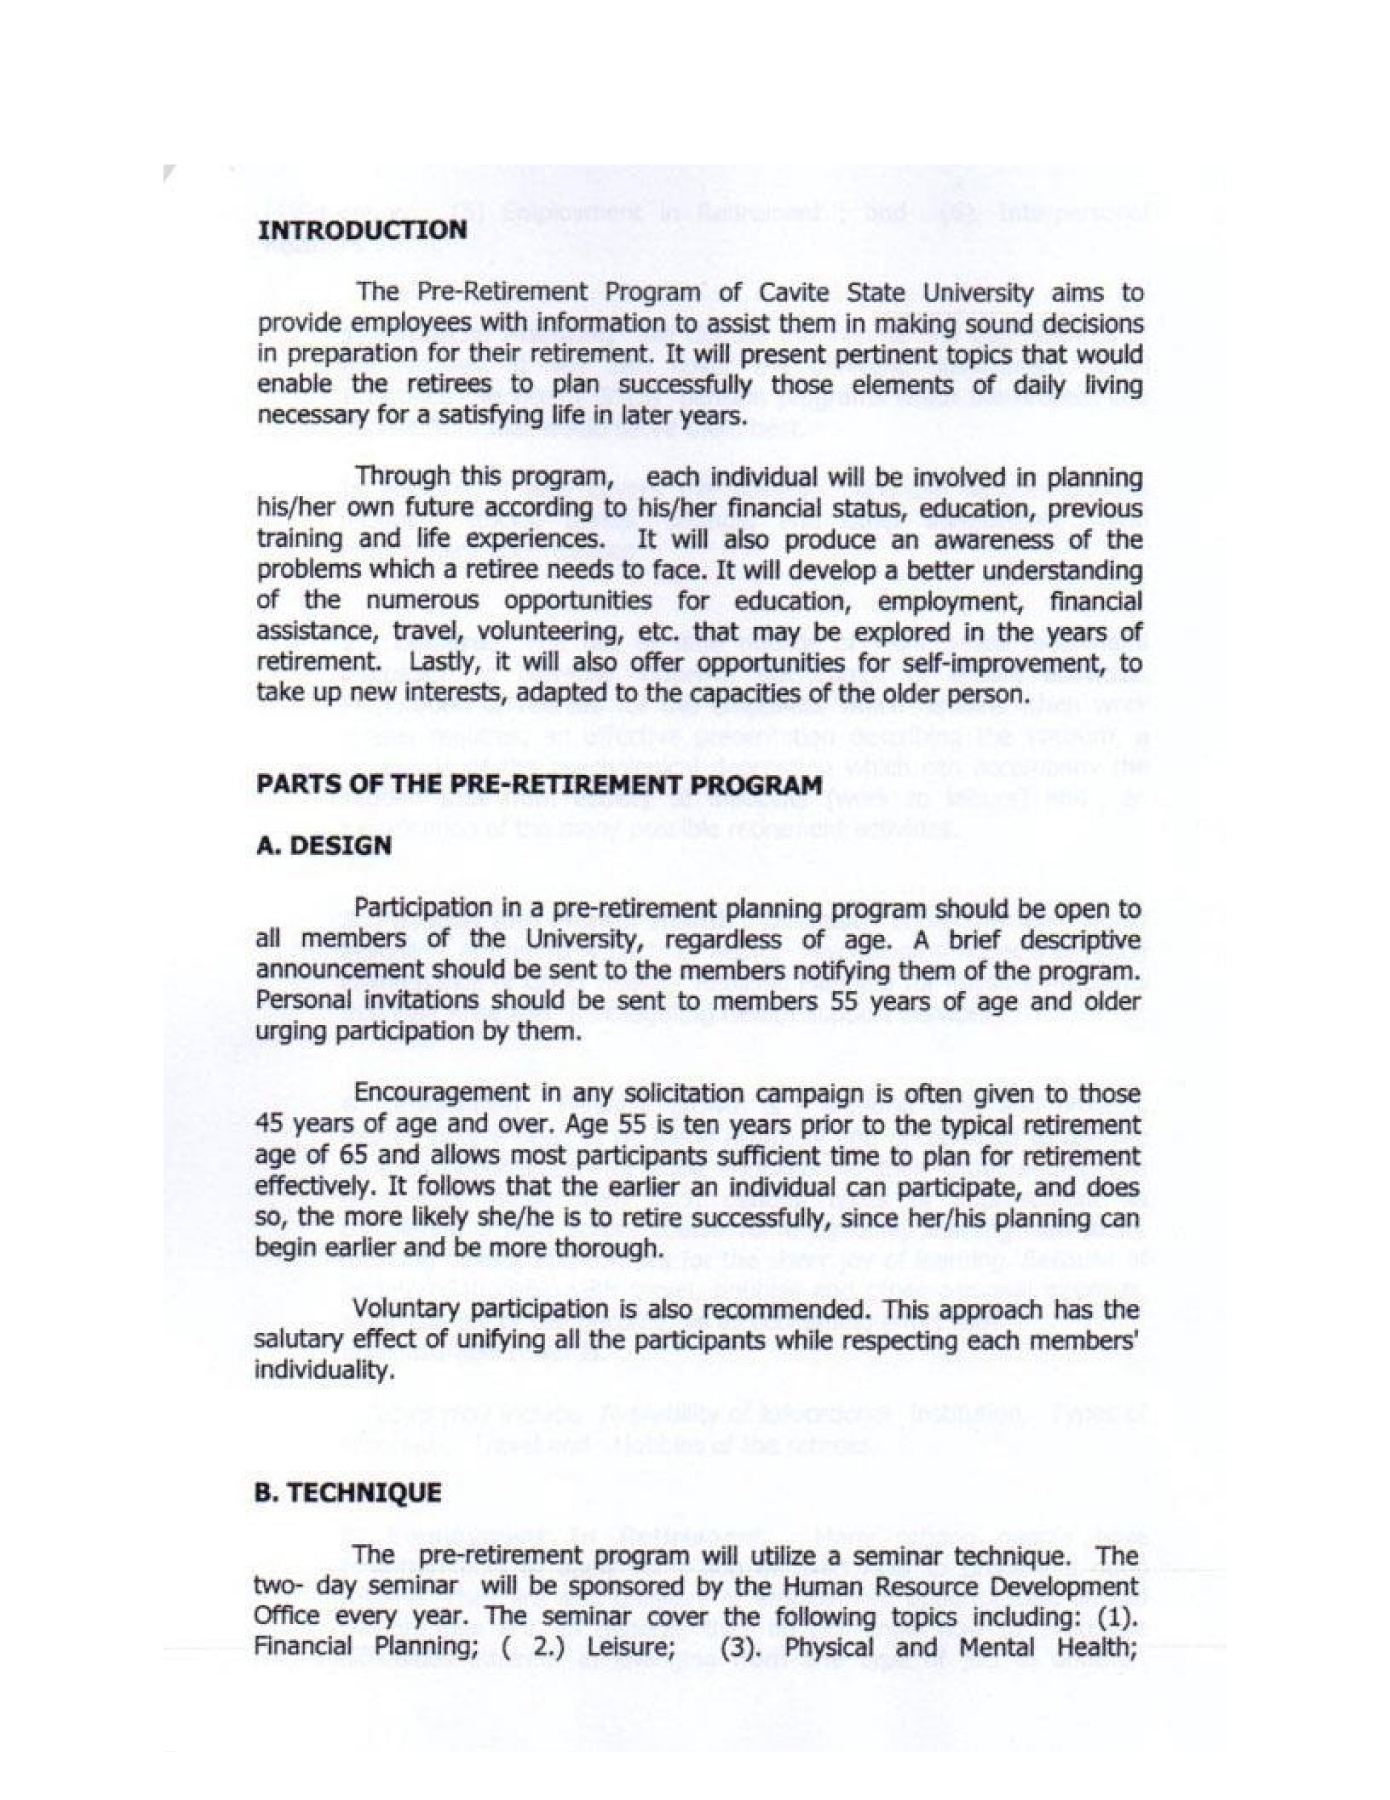 INTRODUCTION
The Pre-Retirement Program of Cavite State University aims to
provide employees with information to assist them in making sound decisions
in preparation for their retirement. It will present pertinent topics that would
enable the retirees to plan successfully those elements of daily living
necessary for a satisfying life in later years.
Through this program, each individual will be involved in planning
his/her own future according to his/her financial status, education, previous
training and life experiences. It will also produce an awareness of the
problems which a retiree needs to face. It will develop a better understanding
of the numerous opportunities for education, employment, financial
assistance, travel, volunteering, etc. that may be explored in the years of
retirement. Lastly, it will also offer opportunities for self-improvement, to
take up new interests, adapted to the capacities of the older person.
PARTS OF THE PRE-RETIREMENT PROGRAM
A. DESIGN
Participation in a pre-retirement planning program should be open to
all members of the University, regardless of age. A brief descriptive
announcement should be sent to the members notifying them of the program.
Personal invitations should be sent to members 55 years of age and older
urging participation by them.
Encouragement in any solicitation campaign is often given to those
45 years of age and over. Age 55 is ten years prior to the typical retirement
age of 65 and allows most participants sufficient time to plan for retirement
effectively. It follows that the earlier an individual can participate, and does
so, the more likely she/he is to retire successfully, since her/his planning can
begin earlier and be more thorough.
Voluntary participation is also recommended. This approach has the
salutary effect of unifying all the participants while respecting each members'
individuality.
B. TECHNIQUE
The pre-retirement program will utilize a seminar technique. The
two- day seminar will be sponsored by the Human Resource Development
Office every year. The seminar cover the following topics including: (1).
Financial Planning; ( 2.) Leisure; (3). Physical and Mental Health;